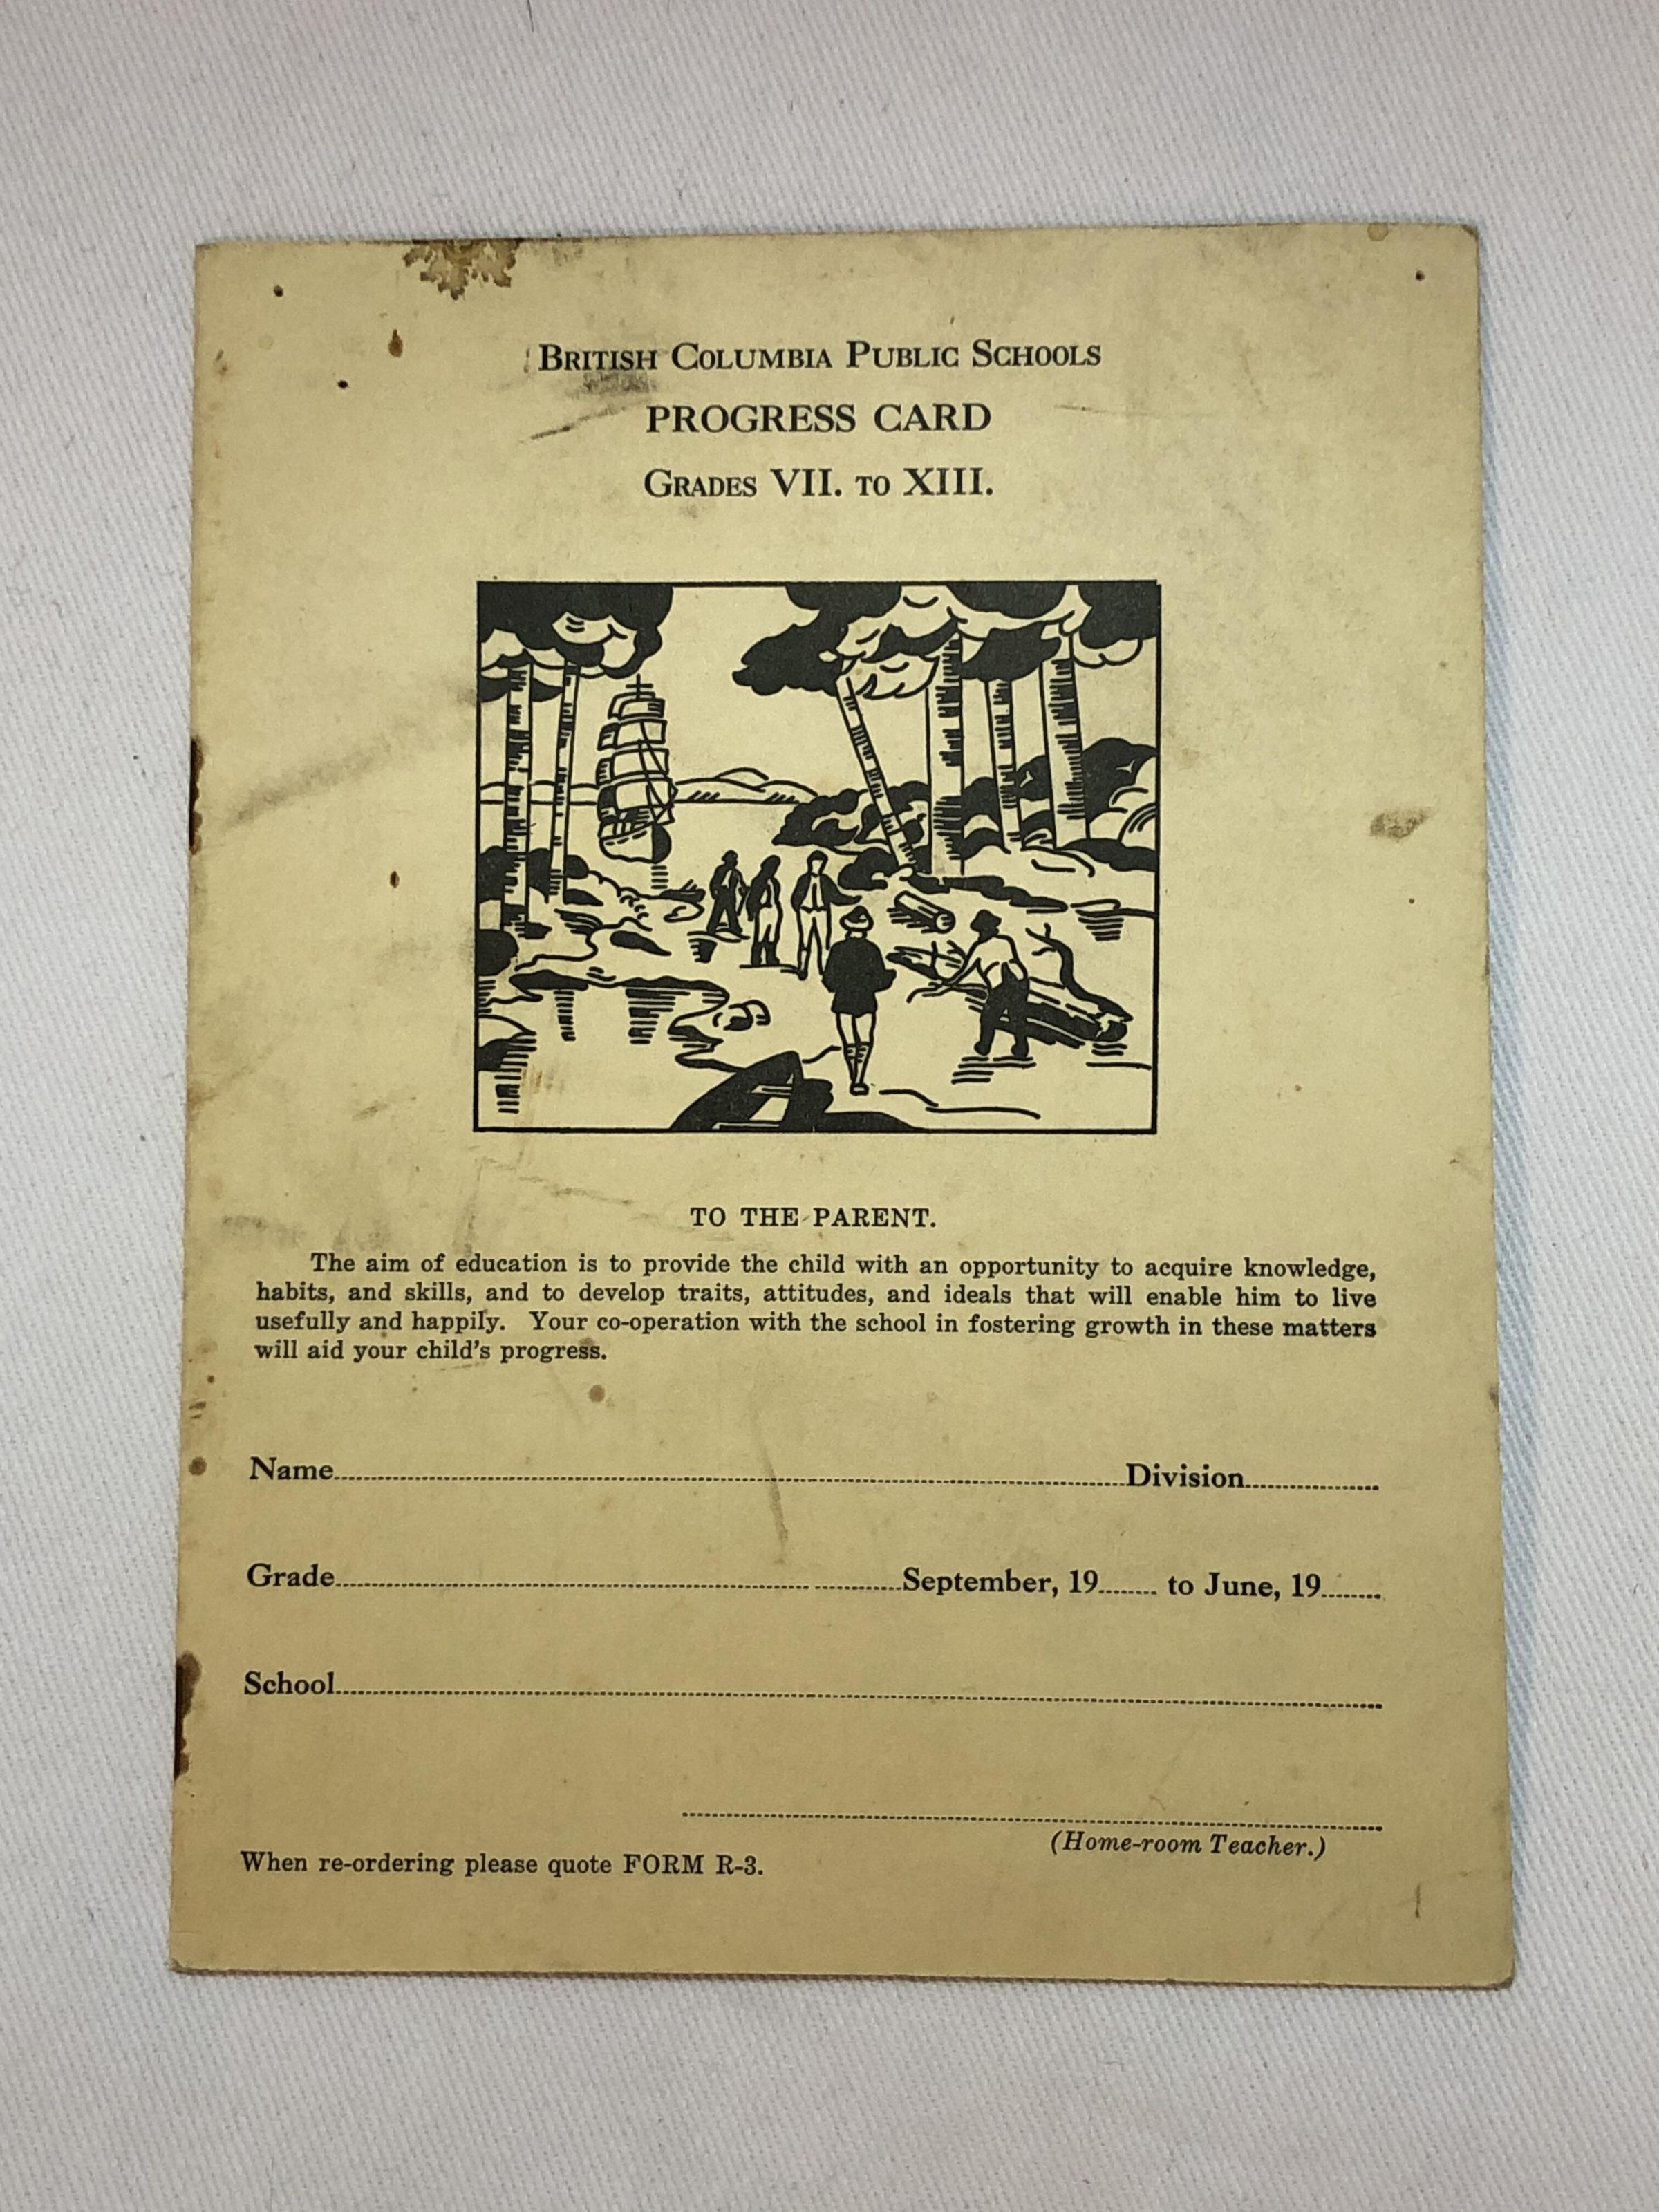 BRITISH COLUMBIA PUBLIC SCHOOLS
PROGRESS CARD
GRADES VII. TO XIII.
TO THE PARENT.
The aim of education is to provide the child with an opportunity to acquire knowledge,
habits, and skills, and to develop traits, attitudes, and ideals that will enable him to live
usefully and happily. Your co-operation with the school in fostering growth in these matters
will aid your child's progress.
Name........................................Division................
Grade........................................September, 19........ to June, 19........
School........................................
(Home-room Teacher.)
When re-ordering please quote FORM R-3.